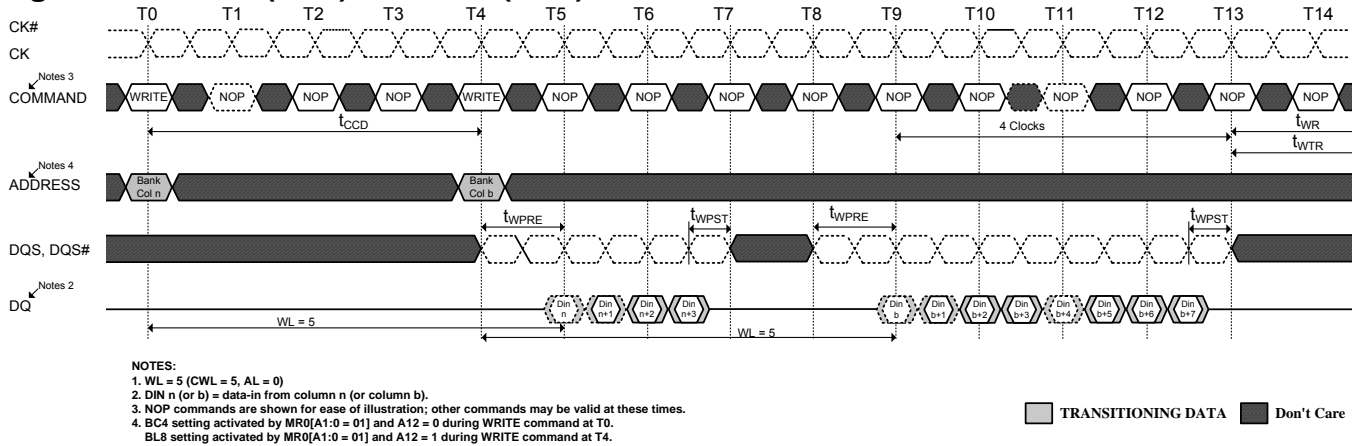 T0 T1 T2 T3 T4 T5 T6 T7 T8 T9 T10 T11 T12 T13 T14
CK#
CK
Notes 3
COMMAND WRITE NOP NOP NOP WRITE NOP NOP NOP NOP NOP NOP NOP NOP NOP NOP
tCCD 4 Clocks tWR
tWTR
Notes 4
ADDRESS Bank Col n Bank Col b
tWPRE tWPST tWPRE tWPST
DQS, DQS#
Notes 2
DQ Din n Din n+1 Din n+2 Din n+3 Din b Din b+1 Din b+2 Din b+3 Din b+4 Din b+5 Din b+6 Din b+7
WL = 5 WL = 5
NOTES:
1. WL = 5 (CWL = 5, AL = 0)
2. DIN n (or b) = data-in from column n (or column b).
3. NOP commands are shown for ease of illustration; other commands may be valid at these times.
4. BC4 setting activated by MR0[A1:0 = 01] and A12 = 0 during WRITE command at T0.
BL8 setting activated by MR0[A1:0 = 01] and A12 = 1 during WRITE command at T4.
TRANSITIONING DATA Don't Care